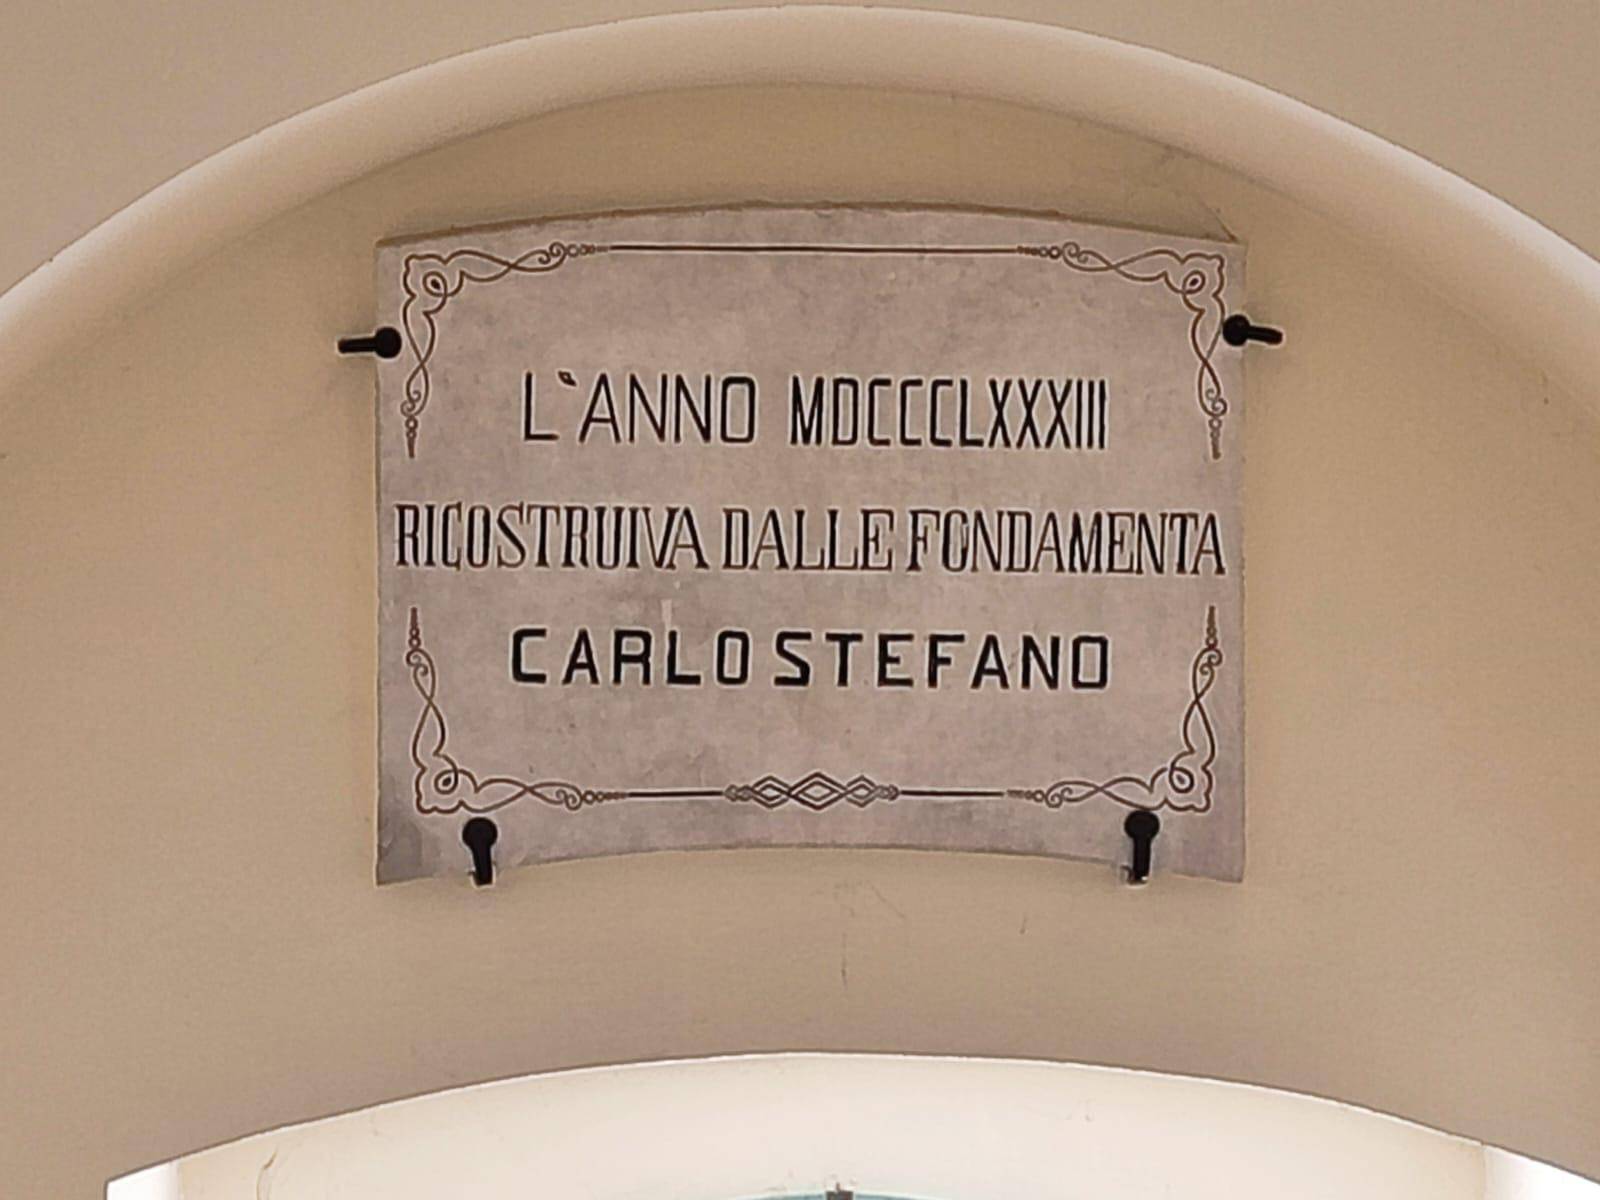 L'ANNO MDCCCLXXXIII
RICOSTRUIVA DALLE FONDAMENTA
CARLO STEFANO